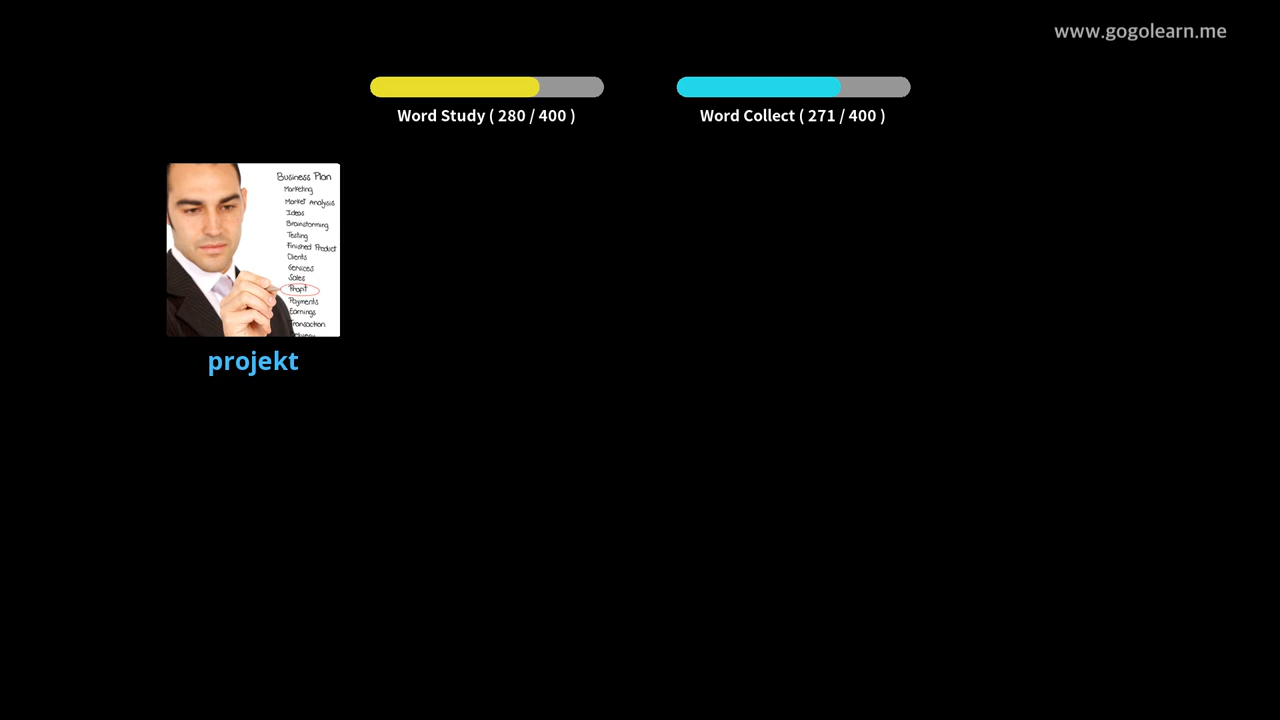 www.gogolearn.me
Word Study ( 280 / 400 )
Word Collect ( 271 / 400 )
Business Plan
Marketing
Market Analysis
Ideas
Brainstorming
Testing
Finished Product
Clients
Services
Sales
Profit
Payments
Earnings
Transaction
projekt